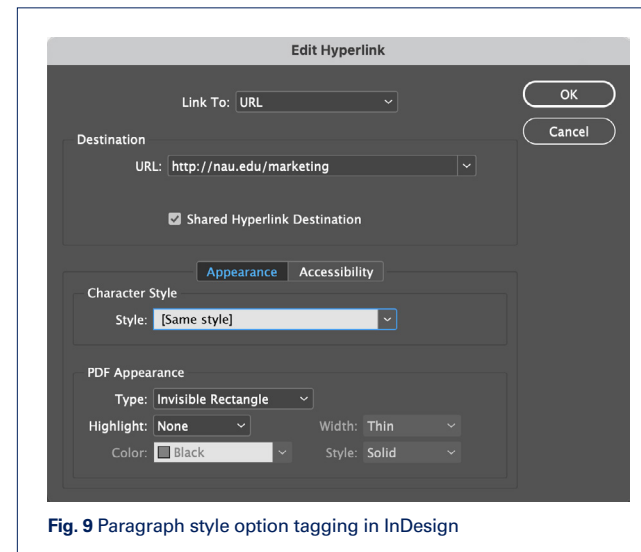 Edit Hyperlink
Link To: URL
OK
Cancel
Destination
URL: http://nau.edu/marketing
Shared Hyperlink Destination
Appearance Accessibility
Character Style
Style: [Same style]
PDF Appearance
Type: Invisible Rectangle
Highlight: None Width: Thin
Color: Black Style: Solid
Fig. 9 Paragraph style option tagging in InDesign